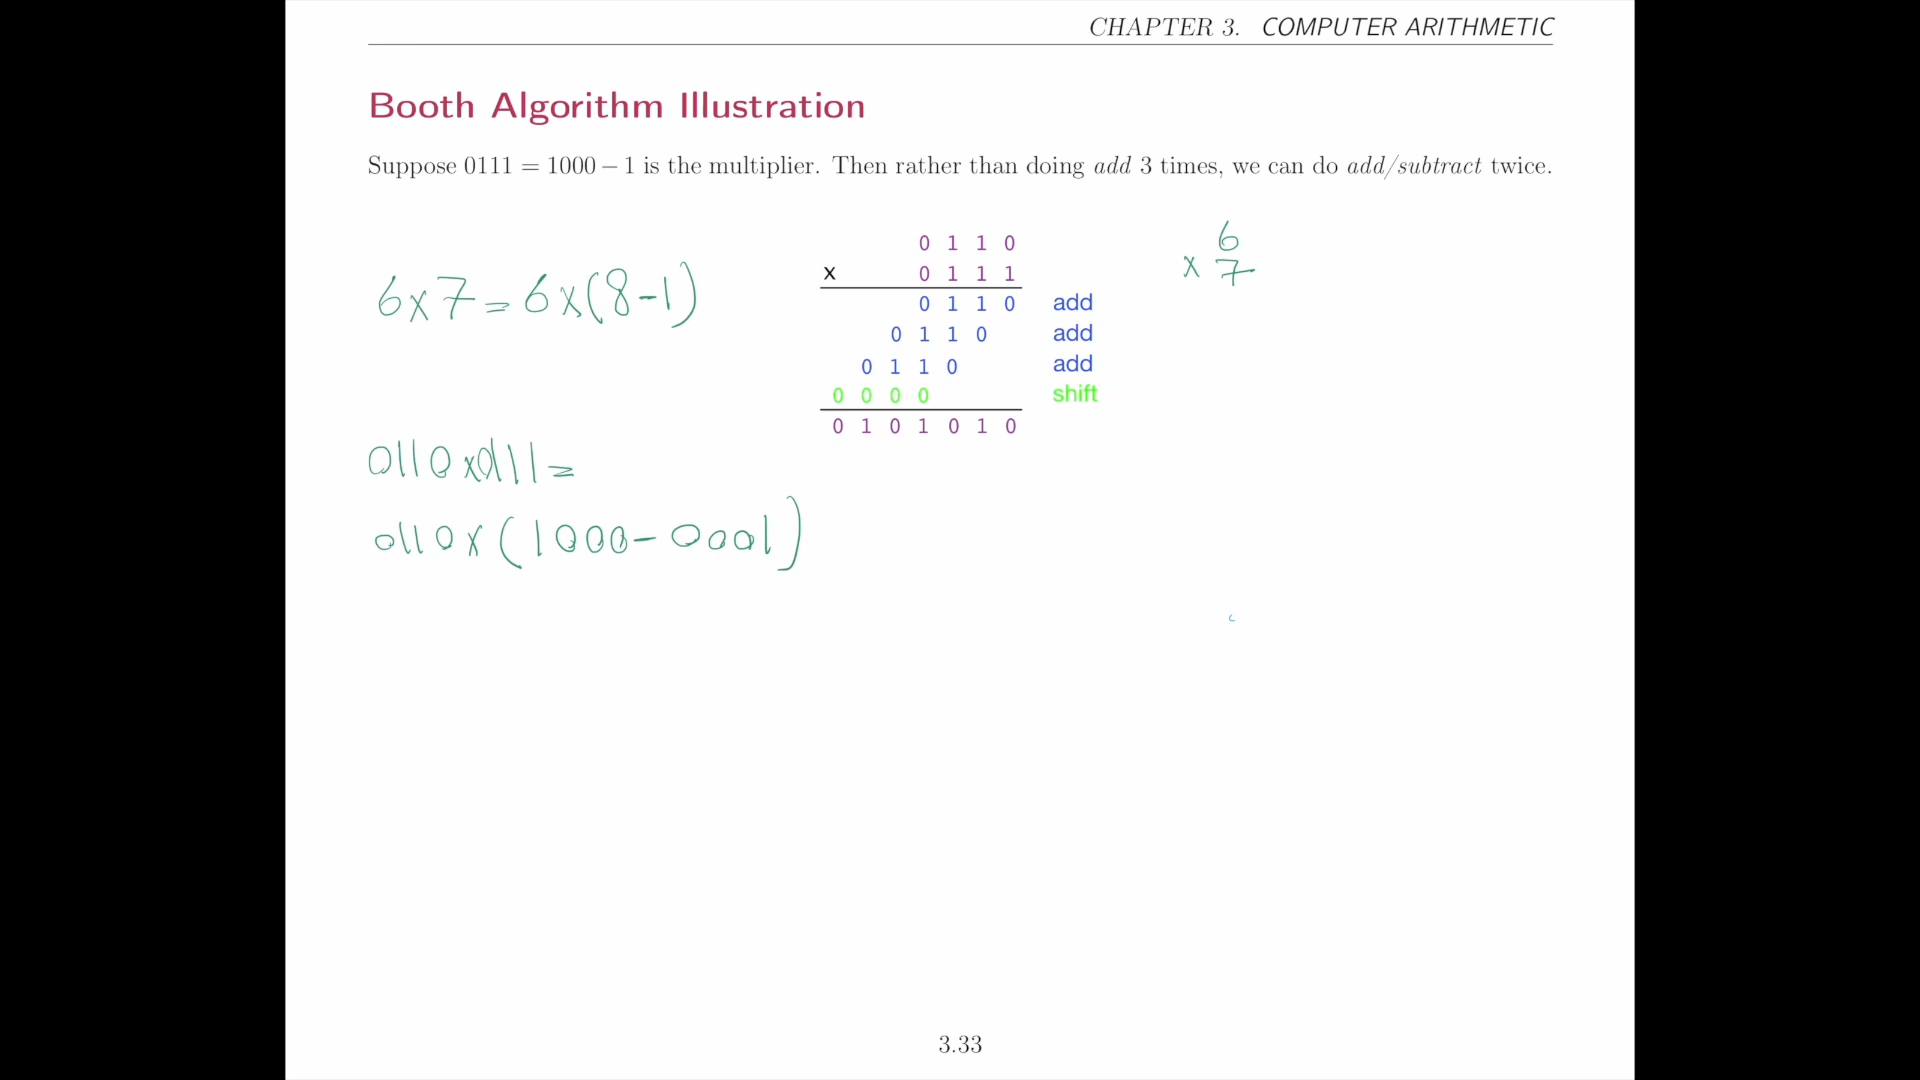 CHAPTER 3. COMPUTER ARITHMETIC
Booth Algorithm Illustration
Suppose 0111 = 1000 − 1 is the multiplier. Then rather than doing add 3 times, we can do add/subtract twice.
6x7=6x(8-1)
0 1 1 0
x 0 1 1 1
0 1 1 0 add
0 1 1 0 add
0 1 1 0 add
0 0 0 0 shift
0 1 0 1 0 1 0
6
x 7
0110x0111=
0110x(1000-0001)
3.33